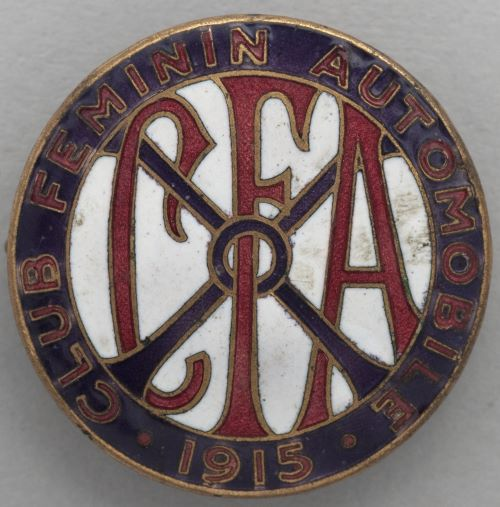 CLUB FEMININ AUTOMOBILE
CFA
· 1915 ·